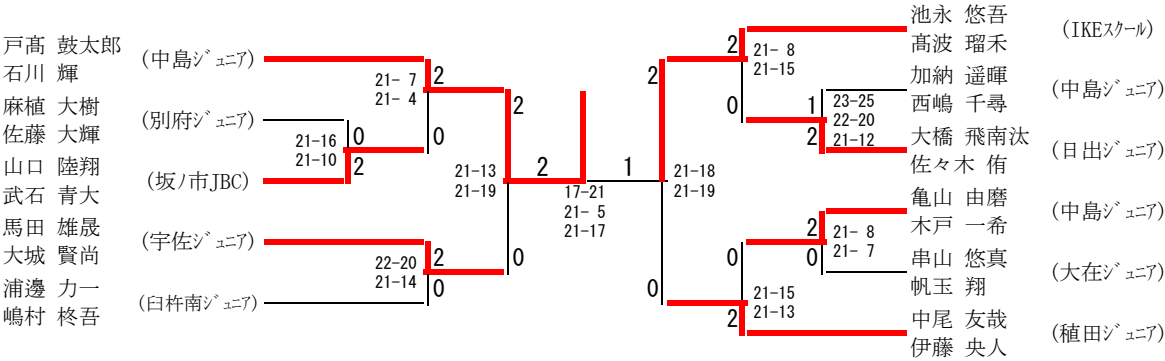 戸髙 鼓太郎
石川 輝
(中島ジュニア)
麻植 大樹
佐藤 大輝
(別府ジュニア)
山口 陸翔
武石 青大
(坂ノ市JBC)
馬田 雄晟
大城 賢尚
(宇佐ジュニア)
浦邊 力一
嶋村 柊吾
(臼杵南ジュニア)
21-16
21-10
0
2
21- 7
21- 4
2
0
22-20
21-14
2
0
21-13
21-19
2
0
2
17-21
21- 5
21-17
1
21-18
21-19
2
0
2
21- 8
21-15
0
1
23-25
22-20
2
21-12
2
21- 8
21- 7
0
0
21-15
21-13
2
池永 悠吾
髙波 瑠禾
(IKEスクール)
加納 遥暉
西嶋 千尋
(中島ジュニア)
大橋 飛南汰
佐々木 侑
(日出ジュニア)
亀山 由磨
木戸 一希
(中島ジュニア)
串山 悠真
帆玉 翔
(大在ジュニア)
中尾 友哉
伊藤 央人
(稙田ジュニア)